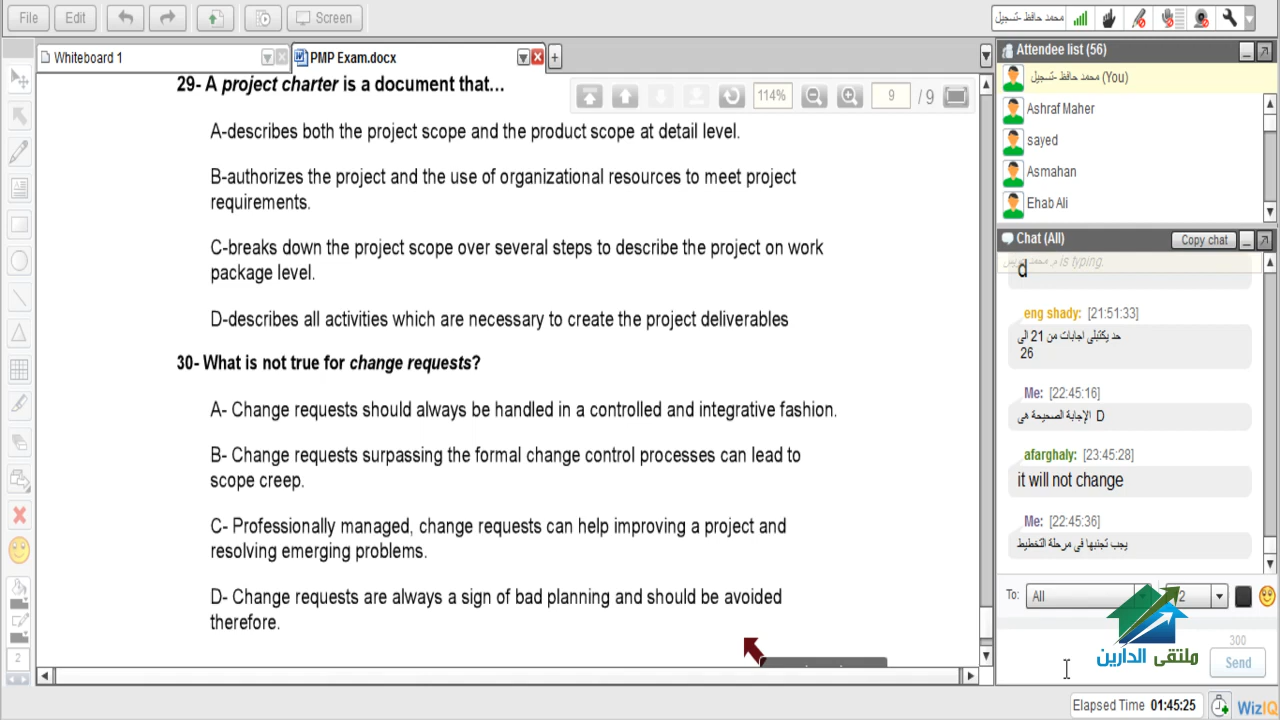 File
Edit
Screen
محمد حافظ -تسجيل
Whiteboard 1
PMP Exam.docx
Attendee list (56)
محمد حافظ -تسجيل (You)
Ashraf Maher
sayed
Asmahan
Ehab Ali
29- A project charter is a document that...
114%
9 / 9
A-describes both the project scope and the product scope at detail level.
B-authorizes the project and the use of organizational resources to meet project
requirements.
C-breaks down the project scope over several steps to describe the project on work
package level.
D-describes all activities which are necessary to create the project deliverables
30- What is not true for change requests?
A- Change requests should always be handled in a controlled and integrative fashion.
B- Change requests surpassing the formal change control processes can lead to
scope creep.
C- Professionally managed, change requests can help improving a project and
resolving emerging problems.
D- Change requests are always a sign of bad planning and should be avoided
therefore.
Chat (All)
Copy chat
is typing.
d
eng shady: [21:51:33]
حد يكتبلى اجابات من 21 الى
26
Me: [22:45:16]
الإجابة الصحيحة هى D
afarghaly: [23:45:28]
it will not change
Me: [22:45:36]
يجب تجنبها فى مرحلة التخطيط
To: All
2
ملتقى الدارين
300
Send
2
Elapsed Time 01:45:25
WizIQ